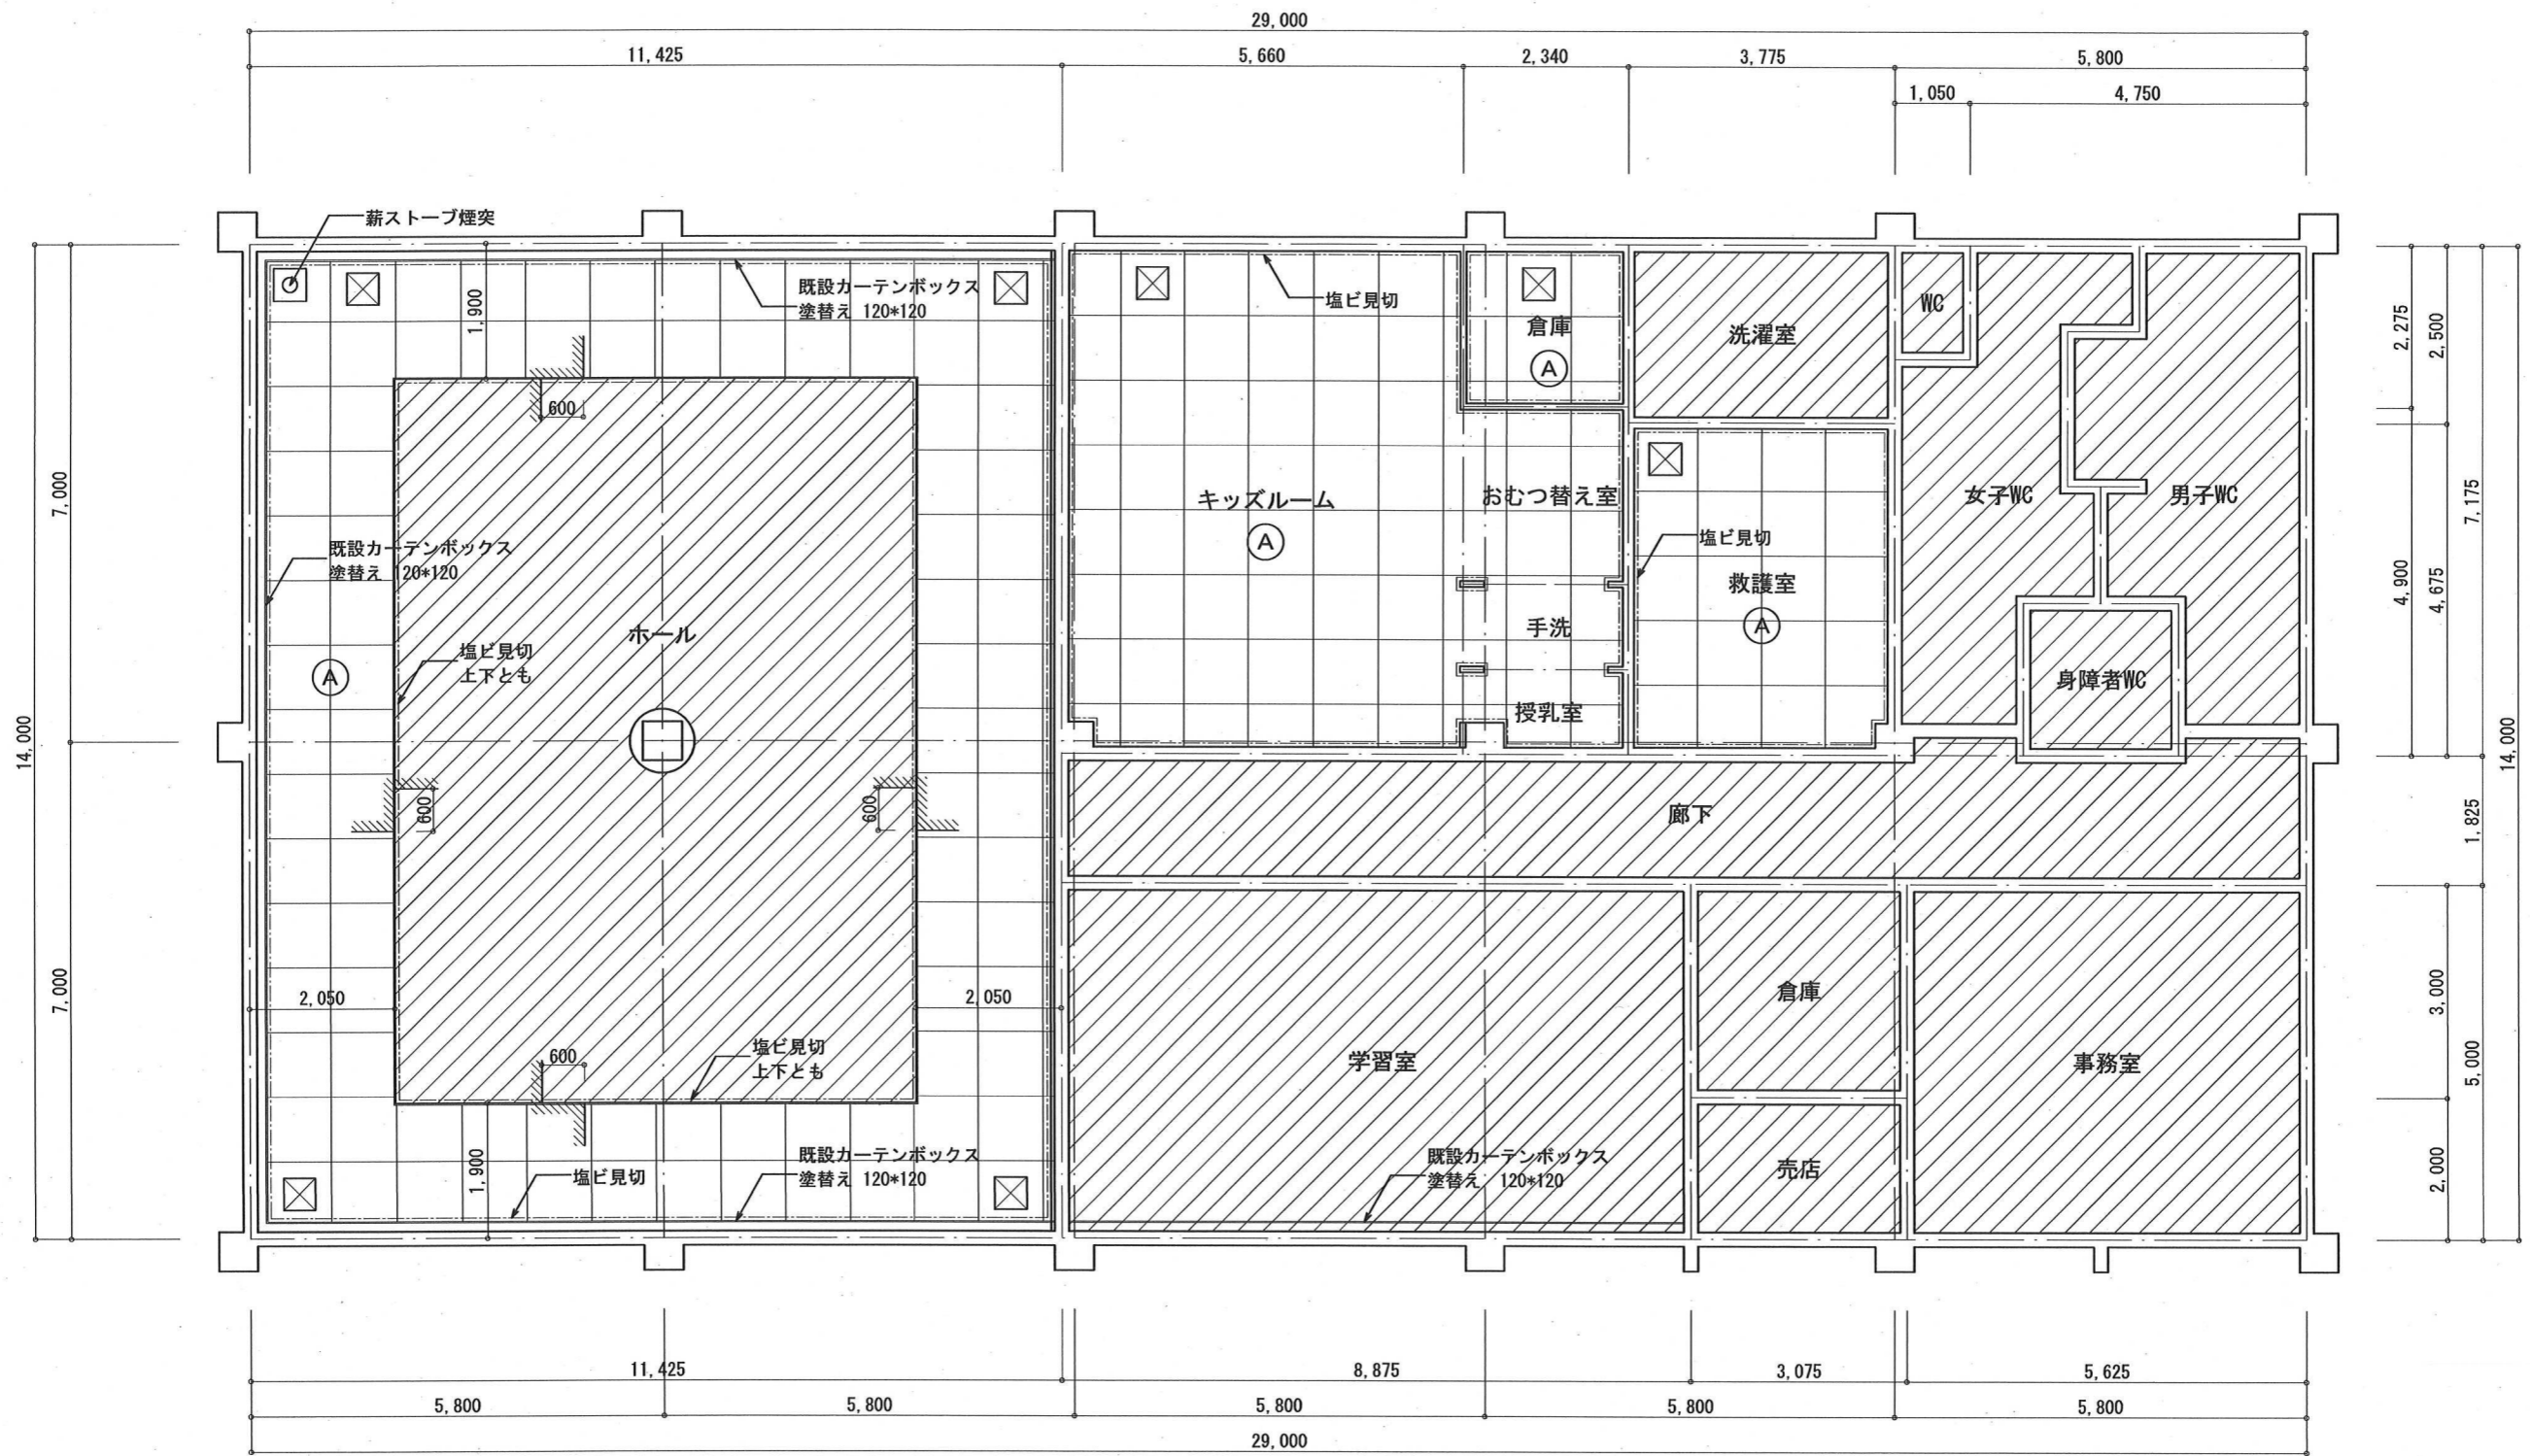 29,000
11,425
5,660
2,340
3,775
5,800
1,050
4,750
薪ストーブ煙突
既設カーテンボックス
塗替え 120*120
1,900
600
塩ビ見切
倉庫
A
洗濯室
WC
女子WC
男子WC
キッズルーム
A
おむつ替え室
塩ビ見切
救護室
A
手洗
授乳室
身障者WC
既設カーテンボックス
塗替え 120*120
塩ビ見切
上下とも
A
ホール
600
600
廊下
2,050
2,050
600
塩ビ見切
上下とも
1,900
塩ビ見切
既設カーテンボックス
塗替え 120*120
学習室
既設カーテンボックス
塗替え 120*120
倉庫
売店
事務室
14,000
7,000
7,000
2,275
4,900
2,500
4,675
3,000
2,000
7,175
1,825
5,000
14,000
11,425
8,875
3,075
5,625
5,800
5,800
5,800
5,800
5,800
29,000